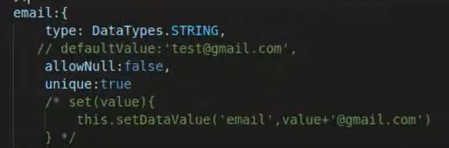 email:{
type: DataTypes.STRING,
// defaultValue:'test@gmail.com',
allowNull:false,
unique:true
/* set(value){
this.setDataValue('email',value+'@gmail.com')
} */